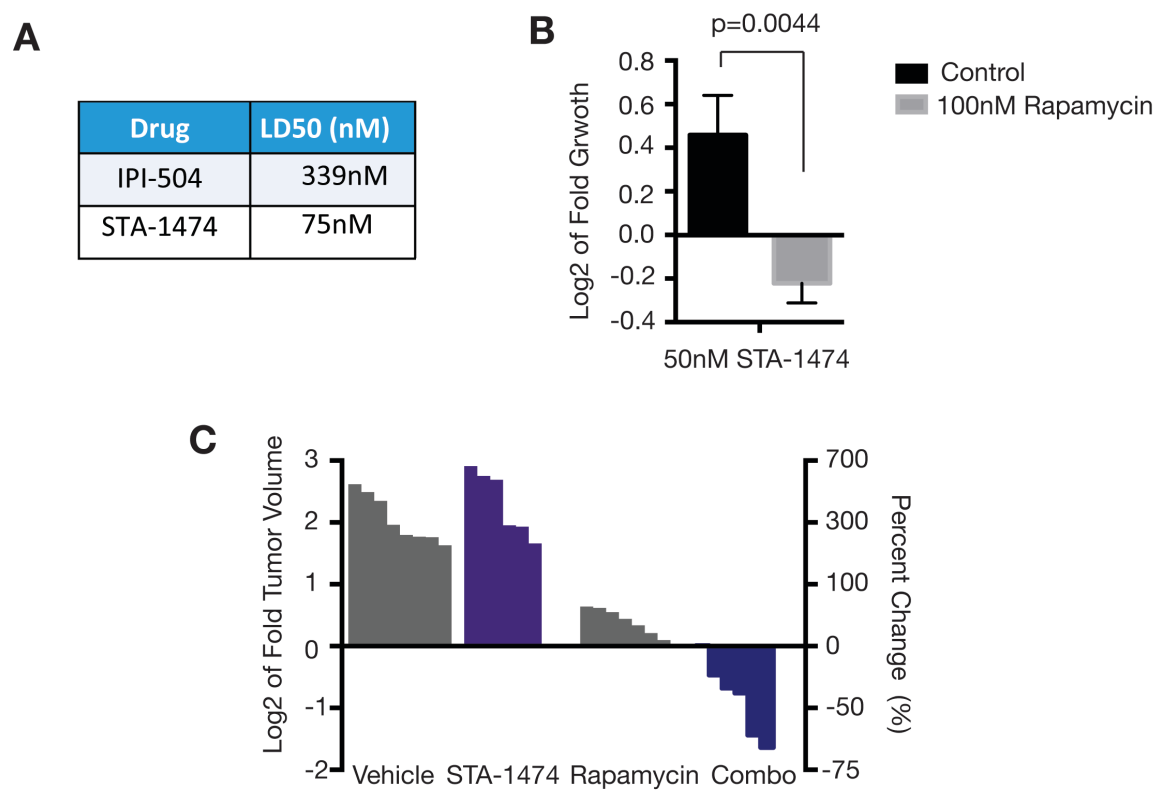 A
Drug LD50 (nM)
IPI-504 339nM
STA-1474 75nM
B
p=0.0044
Log2 of Fold Grwoth
0.8
0.6
0.4
0.2
0.0
-0.2
-0.4
50nM STA-1474
Control
100nM Rapamycin
C
Log2 of Fold Tumor Volume
3
2
1
0
-1
-2
Vehicle STA-1474 Rapamycin Combo
700
300
100
0
-50
-75
Percent Change (%)